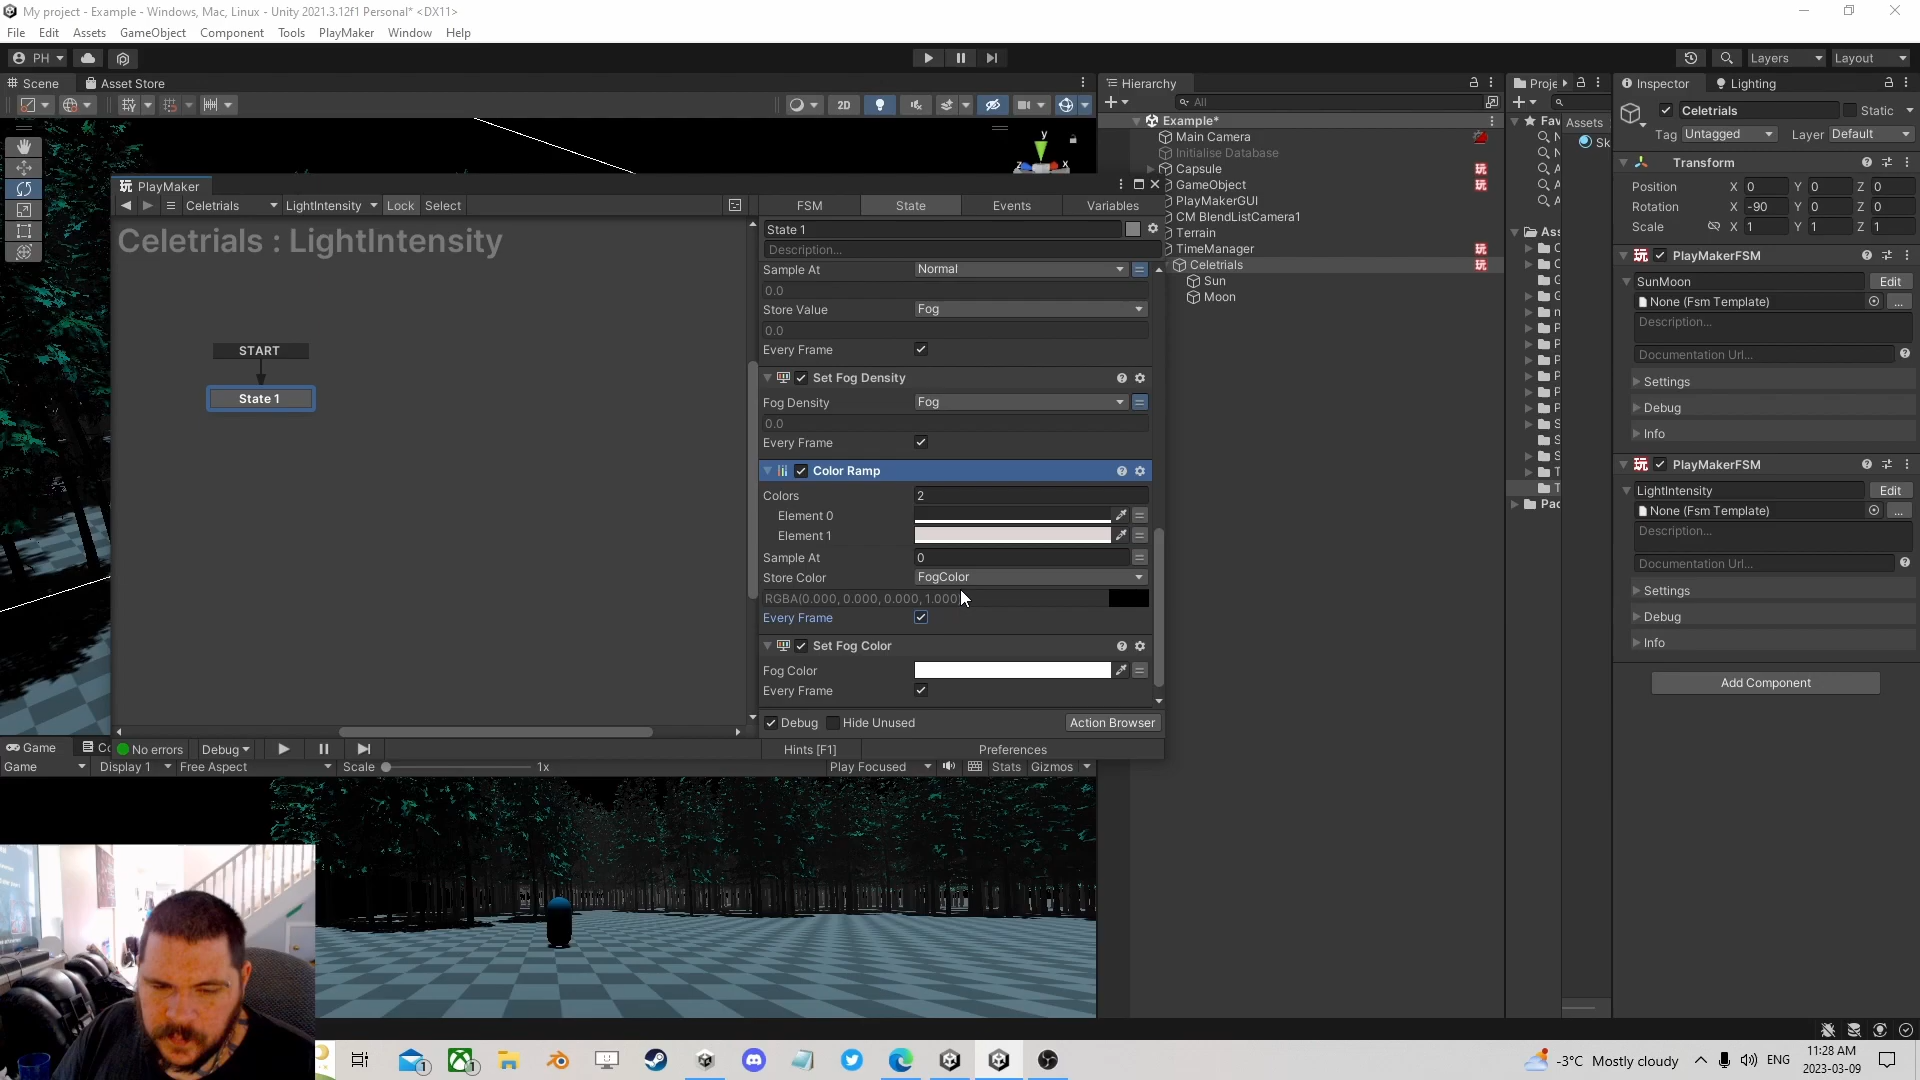 My project - Example - Windows, Mac, Linux - Unity 2021.3.12f1 Personal* <DX11>
File Edit Assets GameObject Component Tools PlayMaker Window Help
PH
Layers Layout
Scene Asset Store
2D
y
z x
PlayMaker
Celetrials LightIntensity Lock Select
Celetrials : LightIntensity
START
State 1
FSM State Events Variables
State 1
Description...
Sample At Normal
0.0
Store Value Fog
0.0
Every Frame
Set Fog Density
Fog Density Fog
0.0
Every Frame
Color Ramp
Colors 2
Element 0
Element 1
Sample At 0
Store Color FogColor
RGBA(0.000, 0.000, 0.000, 1.000
Every Frame
Set Fog Color
Fog Color
Every Frame
Debug Hide Unused Action Browser
No errors Debug
Hints [F1] Preferences
Hierarchy
All
Example*
Main Camera
Initialise Database
Capsule
GameObject
PlayMakerGUI
CM BlendListCamera1
Terrain
TimeManager
Celetrials
Sun
Moon
Proje
Fav
Assets
Sk
Ass
Pac
Inspector Lighting
Celetrials Static
Tag Untagged Layer Default
Transform
Position X 0 Y 0 Z 0
Rotation X -90 Y 0 Z 0
Scale X 1 Y 1 Z 1
PlayMakerFSM
SunMoon Edit
None (Fsm Template) ...
Description...
Documentation Url...
Settings
Debug
Info
PlayMakerFSM
LightIntensity Edit
None (Fsm Template) ...
Description...
Documentation Url...
Settings
Debug
Info
Add Component
Game Co
Game Display 1 Free Aspect Scale 1x Play Focused Stats Gizmos
1 1 -3°C Mostly cloudy ENG 11:28 AM
2023-03-09